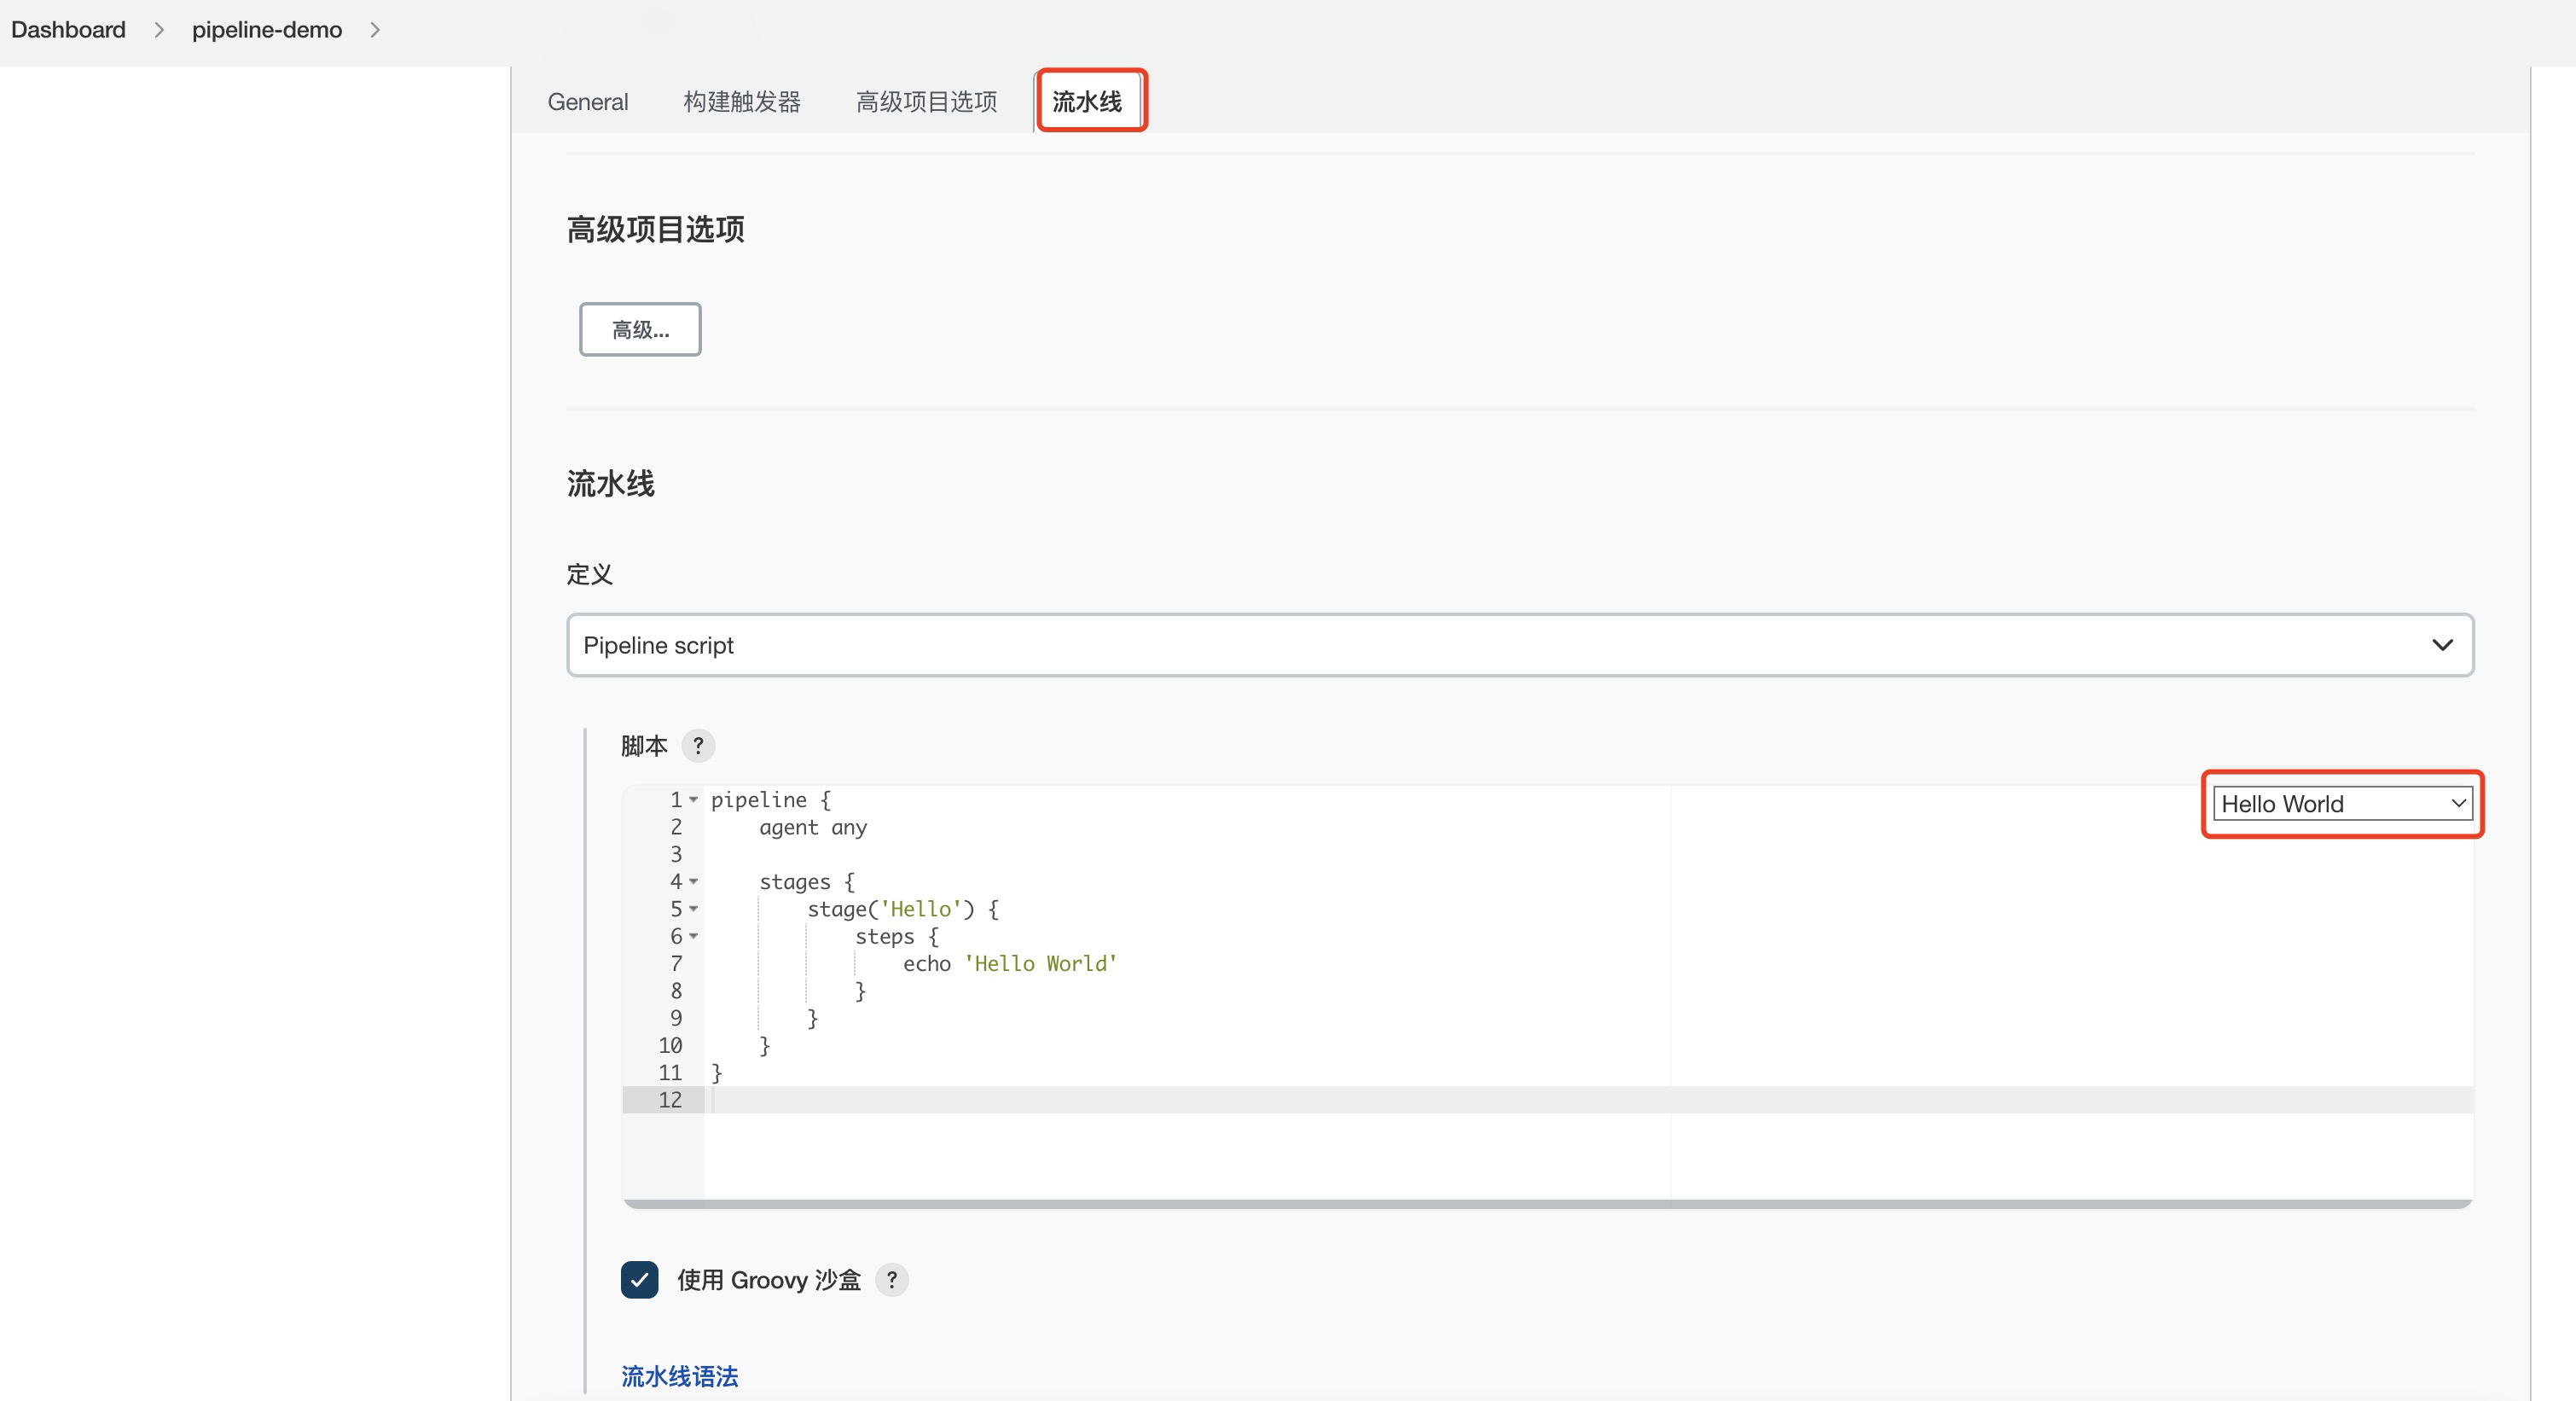 Dashboard > pipeline-demo >
General 构建触发器 高级项目选项 流水线
高级项目选项
高级...
流水线
定义
Pipeline script
脚本 ?
Hello World
1 pipeline {
2     agent any
3
4     stages {
5         stage('Hello') {
6             steps {
7                 echo 'Hello World'
8             }
9         }
10     }
11 }
12
使用 Groovy 沙盒 ?
流水线语法